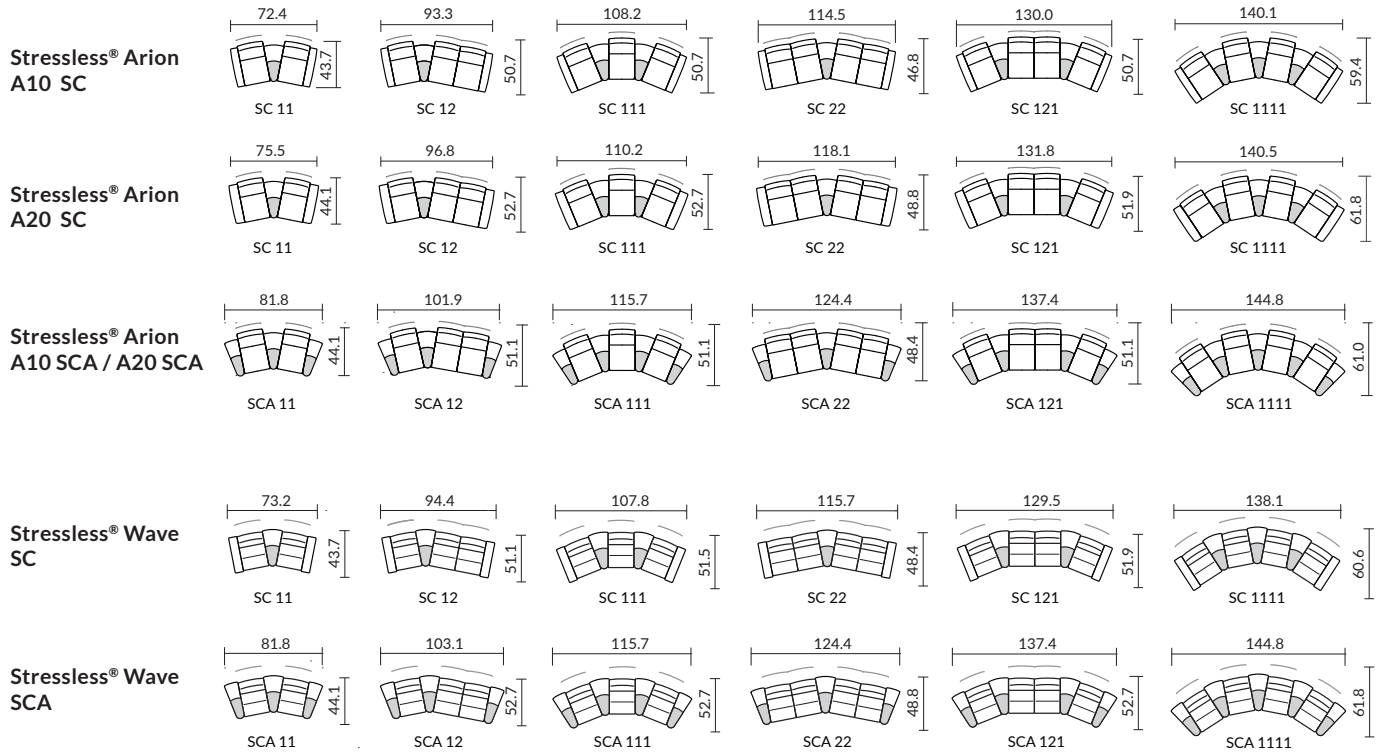 72.4 93.3 108.2 114.5 130.0 140.1
Stressless® Arion
A10 SC
43.7 50.7 50.7 46.8 50.7 59.4
SC 11 SC 12 SC 111 SC 22 SC 121 SC 1111
75.5 96.8 110.2 118.1 131.8 140.5
Stressless® Arion
A20 SC
44.1 52.7 52.7 48.8 51.9 61.8
SC 11 SC 12 SC 111 SC 22 SC 121 SC 1111
81.8 101.9 115.7 124.4 137.4 144.8
Stressless® Arion
A10 SCA / A20 SCA
44.1 51.1 51.1 48.4 51.1 61.0
SCA 11 SCA 12 SCA 111 SCA 22 SCA 121 SCA 1111
73.2 94.4 107.8 115.7 129.5 138.1
Stressless® Wave
SC
43.7 51.1 51.5 48.4 51.9 60.6
SC 11 SC 12 SC 111 SC 22 SC 121 SC 1111
81.8 103.1 115.7 124.4 137.4 144.8
Stressless® Wave
SCA
44.1 52.7 52.7 48.8 52.7 61.8
SCA 11 SCA 12 SCA 111 SCA 22 SCA 121 SCA 1111